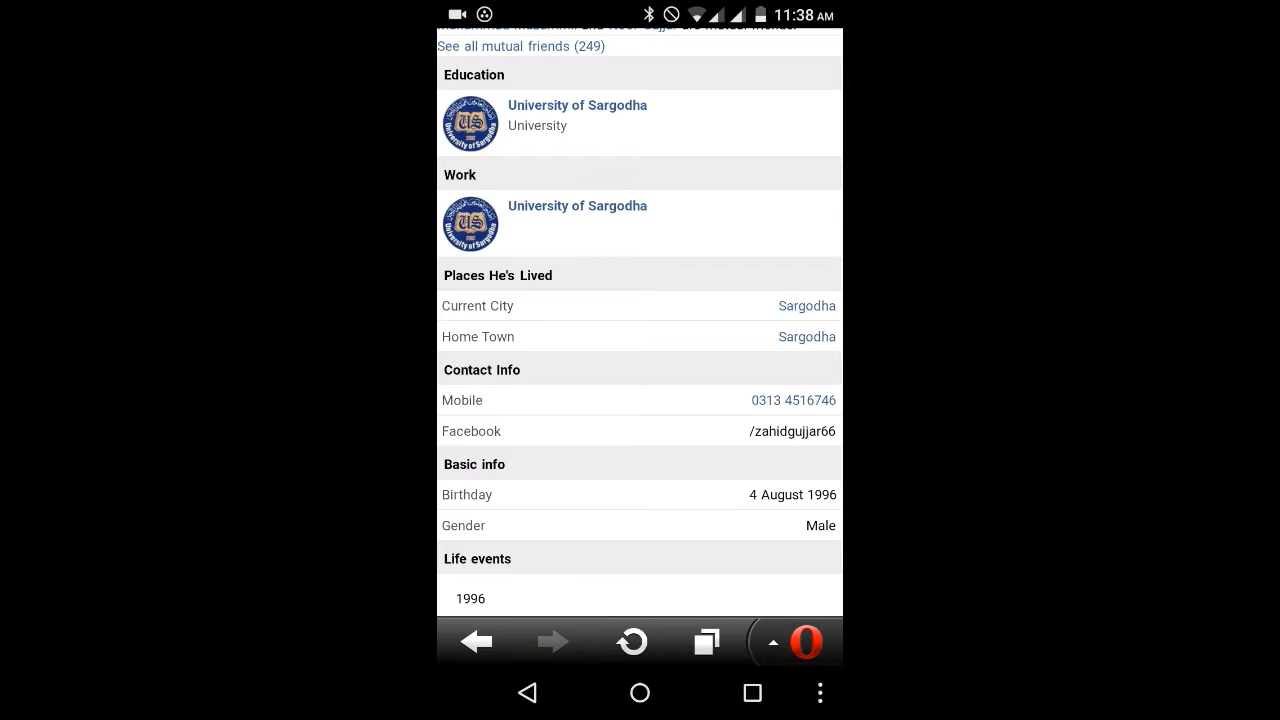 11:38 AM
See all mutual friends (249)
Education
University of Sargodha
University
Work
University of Sargodha
Places He's Lived
Current City Sargodha
Home Town Sargodha
Contact Info
Mobile 0313 4516746
Facebook /zahidgujjar66
Basic info
Birthday 4 August 1996
Gender Male
Life events
1996